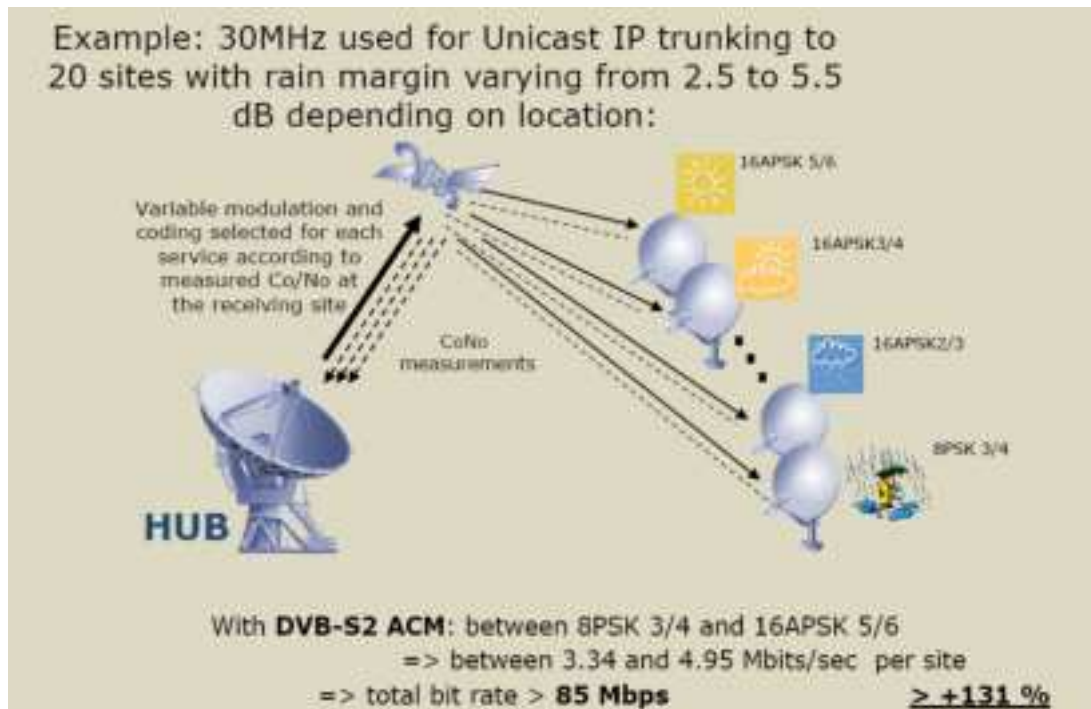 Example: 30MHz used for Unicast IP trunking to
20 sites with rain margin varying from 2.5 to 5.5
dB depending on location:
16APSK 5/6
Variable modulation and
coding selected for each
service according to
measured Co/No at
the receiving site
16APSK3/4
CoNo
measurements
16APSK2/3
8PSK 3/4
HUB
With DVB-S2 ACM: between 8PSK 3/4 and 16APSK 5/6
=> between 3.34 and 4.95 Mbits/sec per site
=> total bit rate > 85 Mbps > +131 %